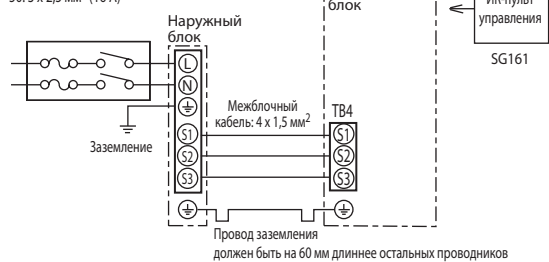 блок
ИК-пульт
управления
SG161
Наружный
блок
L
N
Межблочный
кабель: 4 x 1,5 мм²
TB4
Заземление
S1
S1
S2
S2
S3
S3
Провод заземления
должен быть на 60 мм длиннее остальных проводников